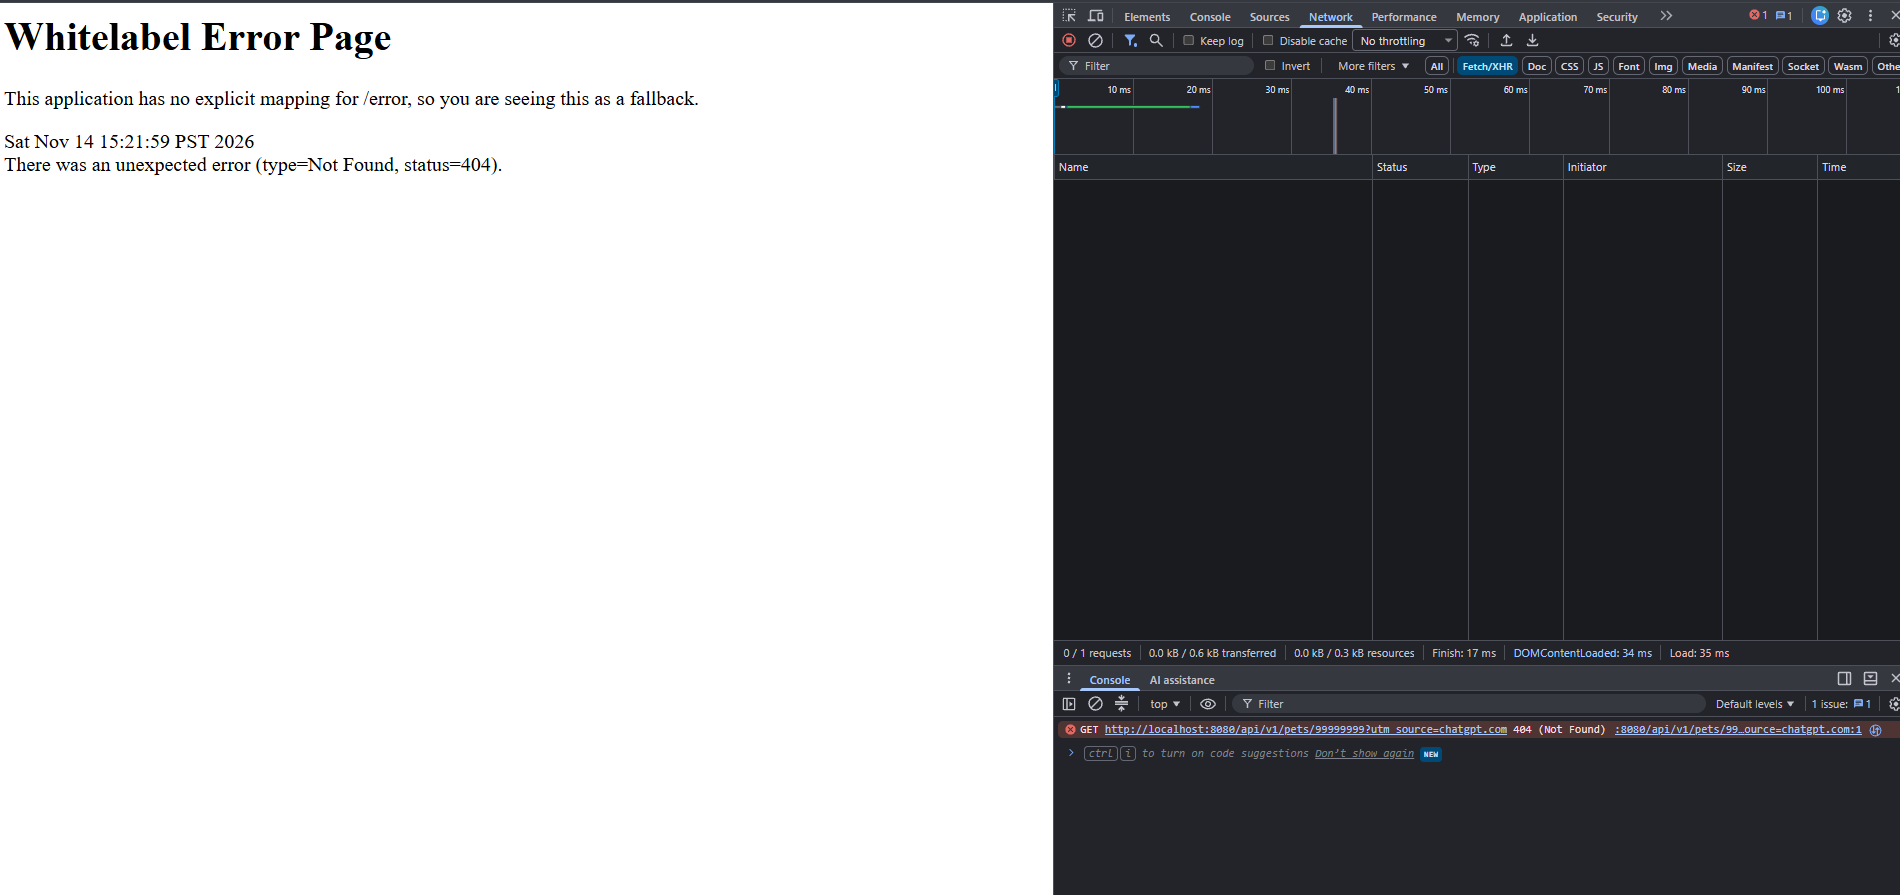 Whitelabel Error Page
This application has no explicit mapping for /error, so you are seeing this as a fallback.
Sat Nov 14 15:21:59 PST 2026
There was an unexpected error (type=Not Found, status=404).
Elements Console Sources Network Performance Memory Application Security 1 1
Keep log Disable cache No throttling
Filter Invert More filters All Fetch/XHR Doc CSS JS Font Img Media Manifest Socket Wasm Othe
10 ms 20 ms 30 ms 40 ms 50 ms 60 ms 70 ms 80 ms 90 ms 100 ms 1
Name Status Type Initiator Size Time
0 / 1 requests 0.0 kB / 0.6 kB transferred 0.0 kB / 0.3 kB resources Finish: 17 ms DOMContentLoaded: 34 ms Load: 35 ms
Console AI assistance
top Filter Default levels 1 issue: 1
GET http://localhost:8080/api/v1/pets/99999999?utm_source=chatgpt.com 404 (Not Found) :8080/api/v1/pets/99…ource=chatgpt.com:1
ctrl i to turn on code suggestions Don't show again NEW